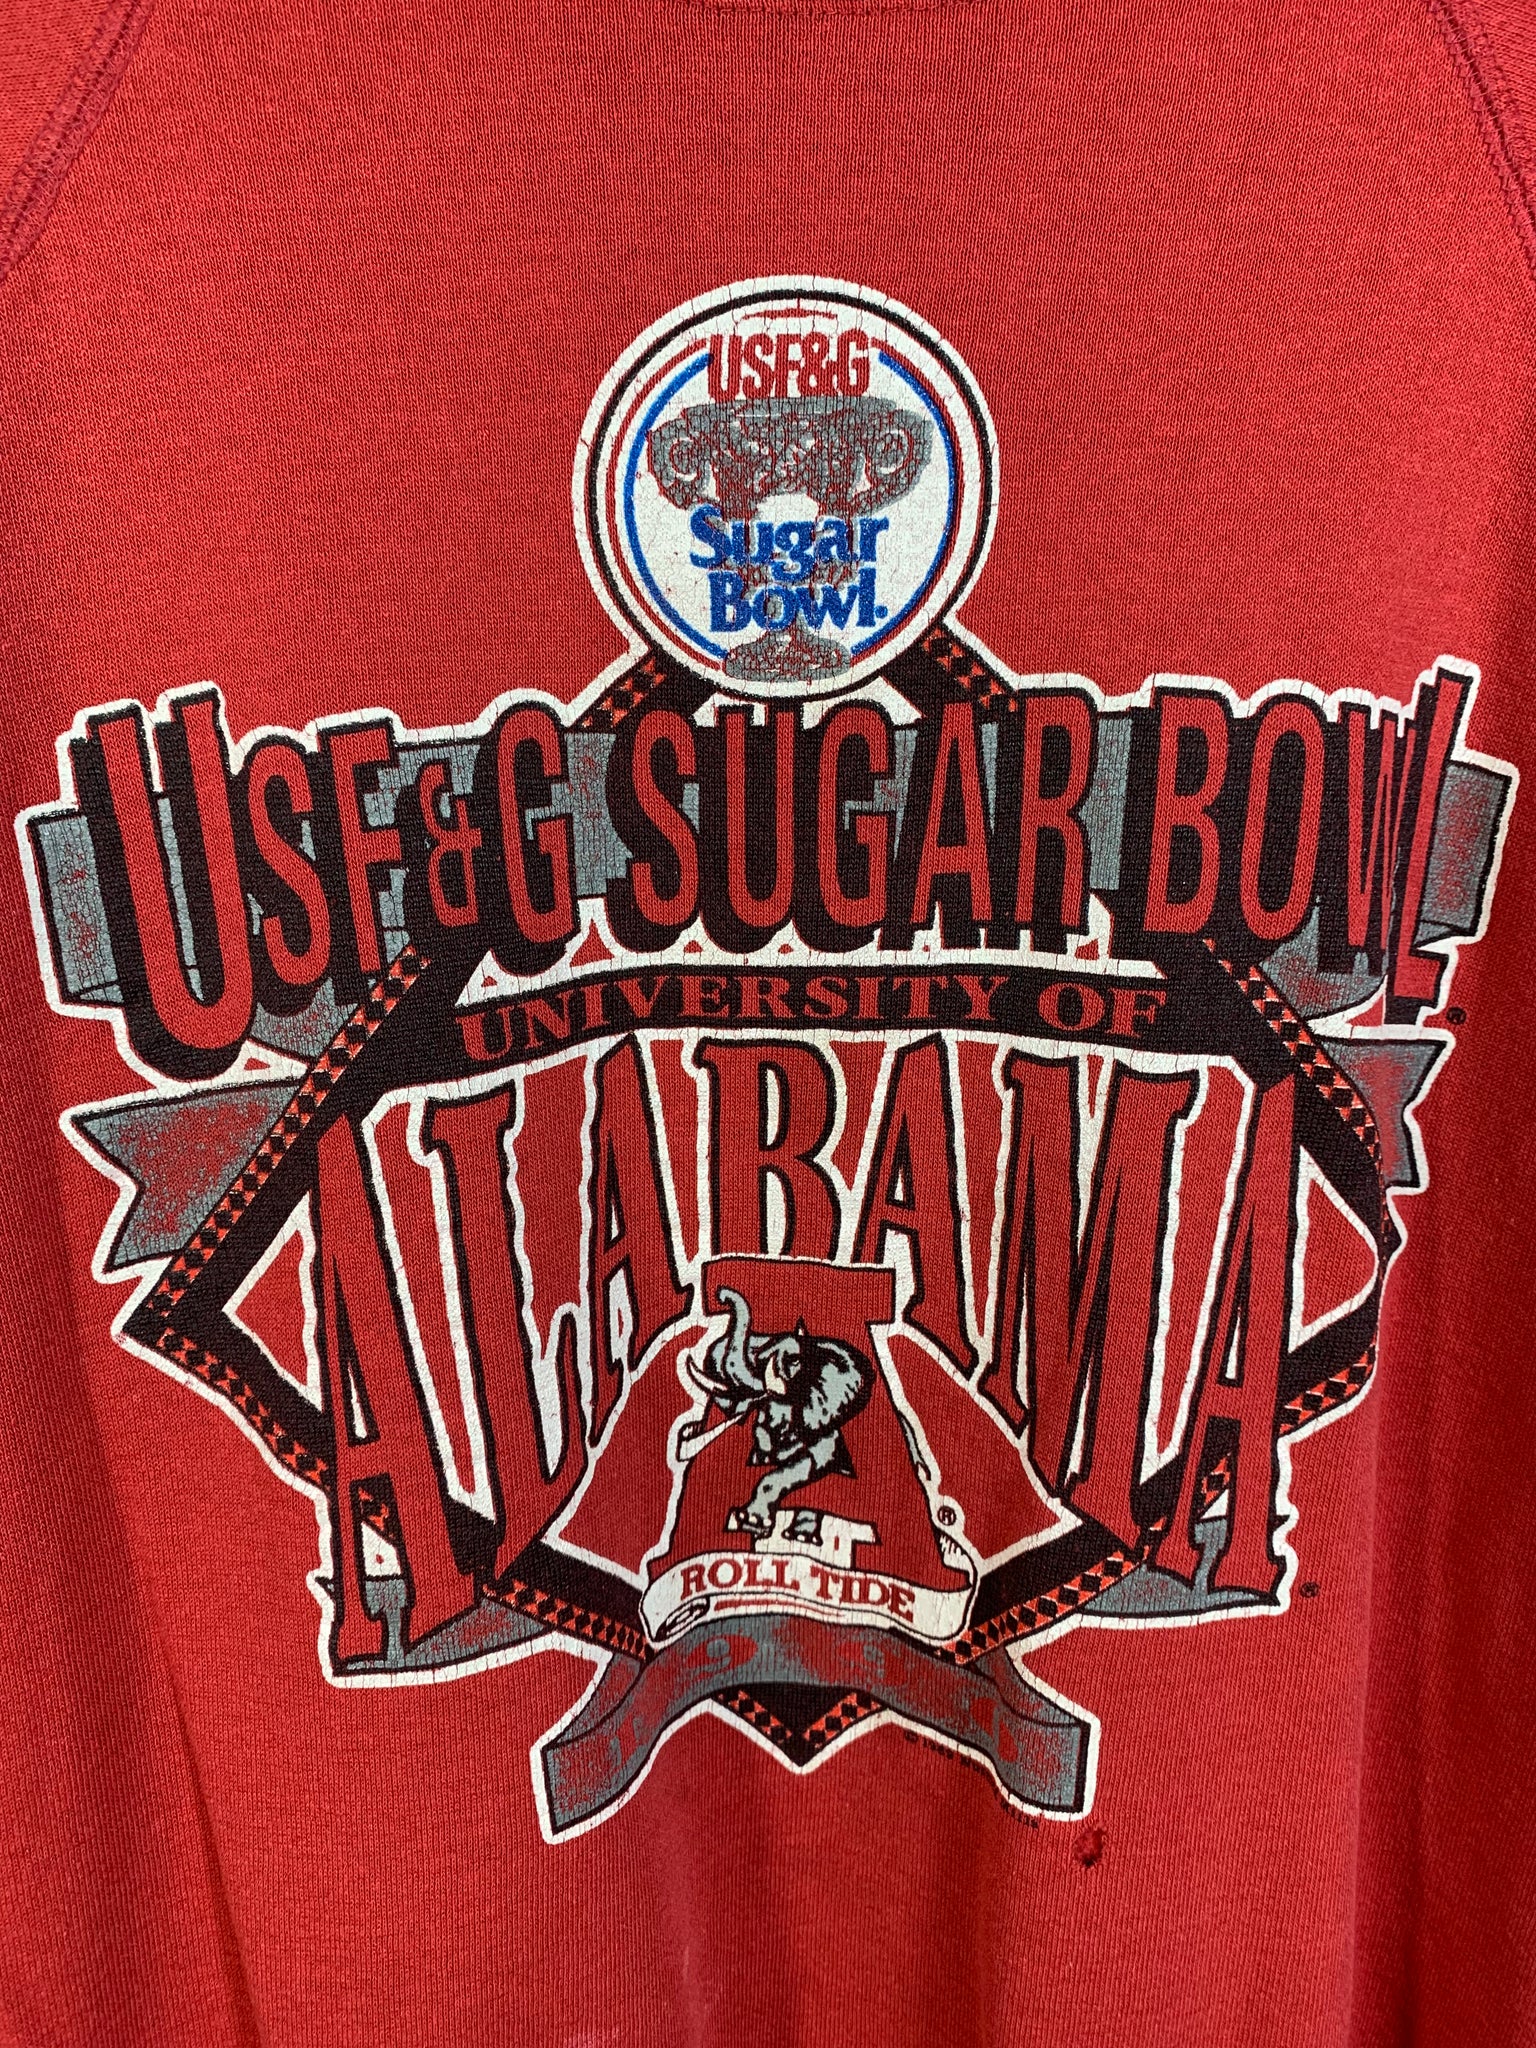 USF&G
Sugar
Bowl®
USF&G SUGAR BOWL®
UNIVERSITY OF
ALABAMA®
A®
ROLL TIDE